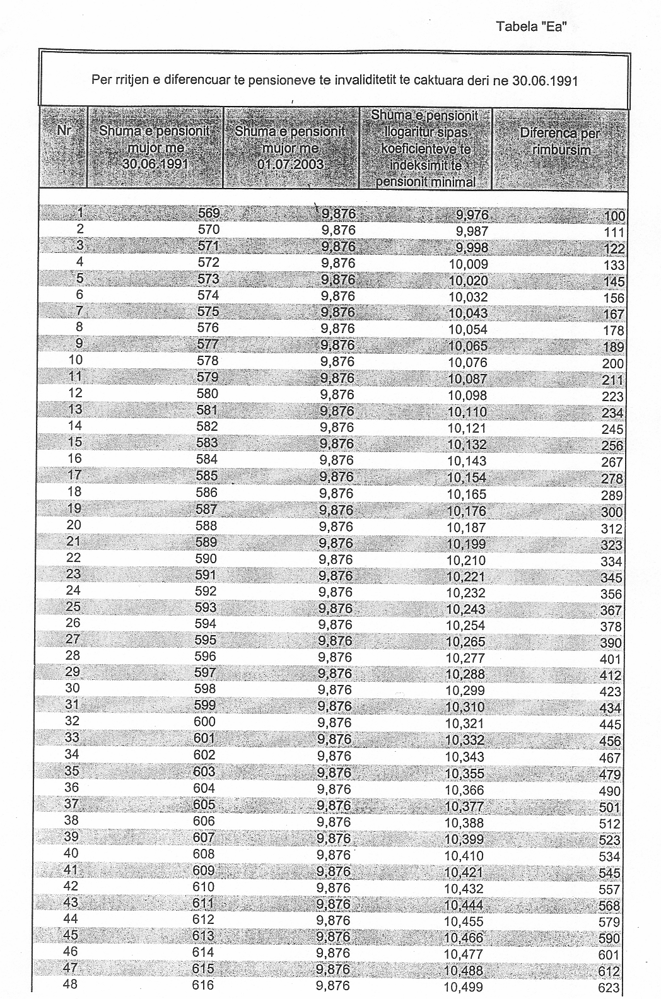 Tabela "Ea"
Per rritjen e diferencuar te pensioneve te invaliditetit te caktuara deri ne 30.06.1991
Nr Shuma e pensionit mujor me 30.06.1991 Shuma e pensionit mujor me 01.07.2003 Shuma e pensionit llogaritur sipas koeficienteve te indeksimit te pensionit minimal Diferenca per rimbursim
1 569 9,876 9,976 100
2 570 9,876 9,987 111
3 571 9,876 9,998 122
4 572 9,876 10,009 133
5 573 9,876 10,020 145
6 574 9,876 10,032 156
7 575 9,876 10,043 167
8 576 9,876 10,054 178
9 577 9,876 10,065 189
10 578 9,876 10,076 200
11 579 9,876 10,087 211
12 580 9,876 10,098 223
13 581 9,876 10,110 234
14 582 9,876 10,121 245
15 583 9,876 10,132 256
16 584 9,876 10,143 267
17 585 9,876 10,154 278
18 586 9,876 10,165 289
19 587 9,876 10,176 300
20 588 9,876 10,187 312
21 589 9,876 10,199 323
22 590 9,876 10,210 334
23 591 9,876 10,221 345
24 592 9,876 10,232 356
25 593 9,876 10,243 367
26 594 9,876 10,254 378
27 595 9,876 10,265 390
28 596 9,876 10,277 401
29 597 9,876 10,288 412
30 598 9,876 10,299 423
31 599 9,876 10,310 434
32 600 9,876 10,321 445
33 601 9,876 10,332 456
34 602 9,876 10,343 467
35 603 9,876 10,355 479
36 604 9,876 10,366 490
37 605 9,876 10,377 501
38 606 9,876 10,388 512
39 607 9,876 10,399 523
40 608 9,876 10,410 534
41 609 9,876 10,421 545
42 610 9,876 10,432 557
43 611 9,876 10,444 568
44 612 9,876 10,455 579
45 613 9,876 10,466 590
46 614 9,876 10,477 601
47 615 9,876 10,488 612
48 616 9,876 10,499 623